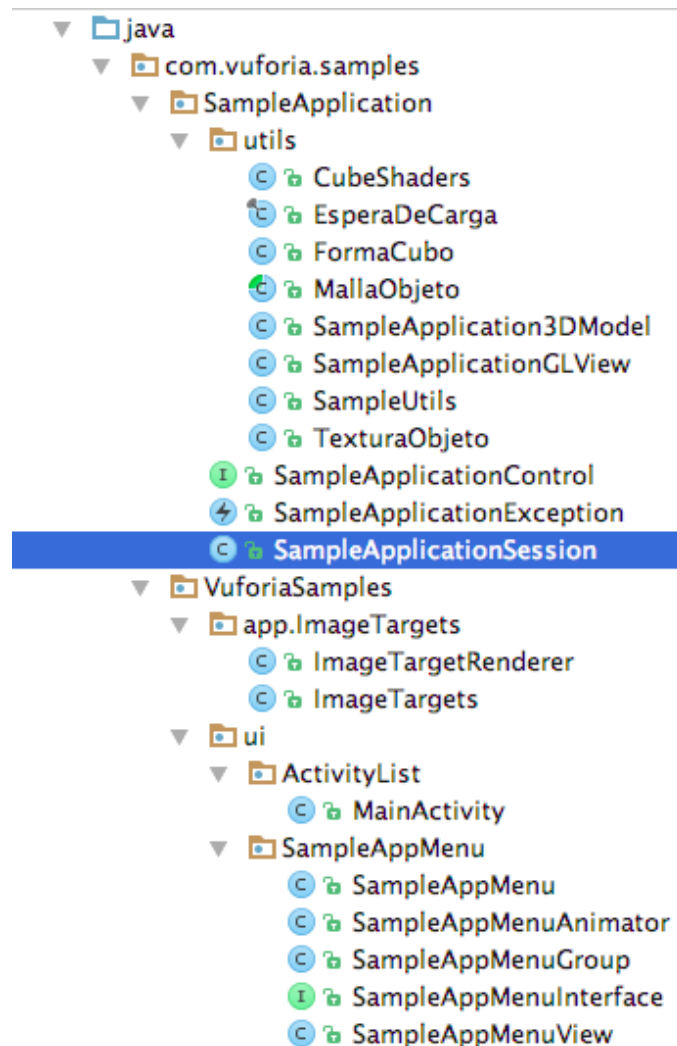 java
com.vuforia.samples
SampleApplication
utils
CubeShaders
EsperaDeCarga
FormaCubo
MallaObjeto
SampleApplication3DModel
SampleApplicationGLView
SampleUtils
TexturaObjeto
SampleApplicationControl
SampleApplicationException
SampleApplicationSession
VuforiaSamples
app.ImageTargets
ImageTargetRenderer
ImageTargets
ui
ActivityList
MainActivity
SampleAppMenu
SampleAppMenu
SampleAppMenuAnimator
SampleAppMenuGroup
SampleAppMenuInterface
SampleAppMenuView